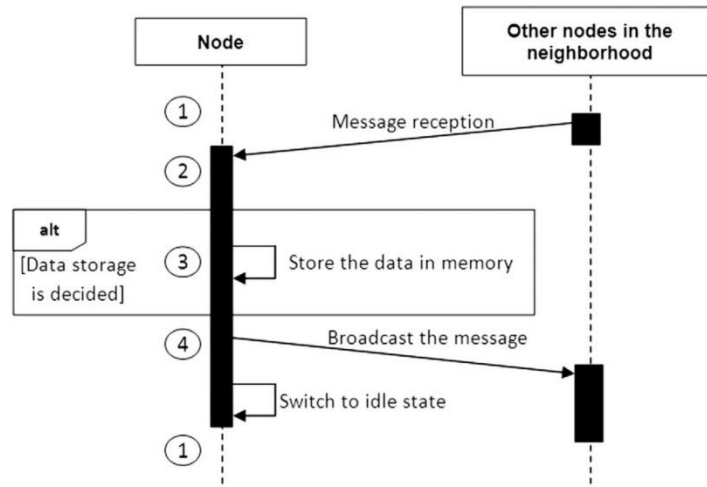 Node
Other nodes in the
neighborhood
1
Message reception
2
alt
[Data storage
is decided]
3
Store the data in memory
4
Broadcast the message
Switch to idle state
1